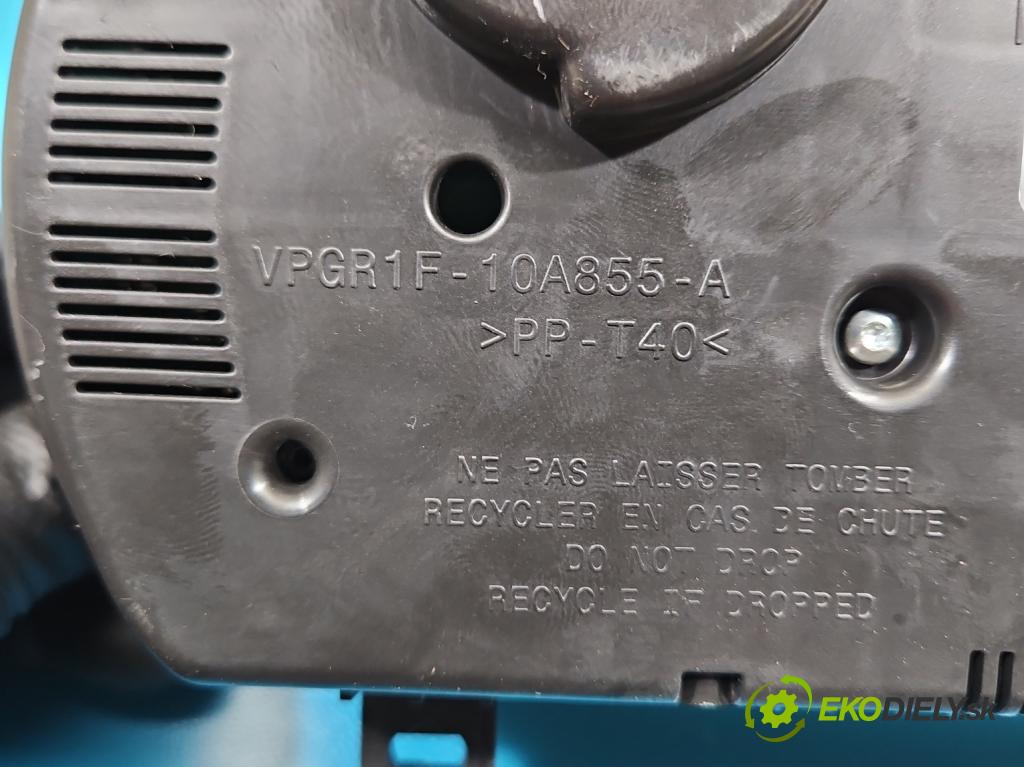 VPGR1F-10A855-A
>PP-T40<
NE PAS LAISSER TOMBER
RECYCLER EN CAS DE CHUTE
DO NOT DROP
RECYCLE IF DROPPED
EKODIELY.SK